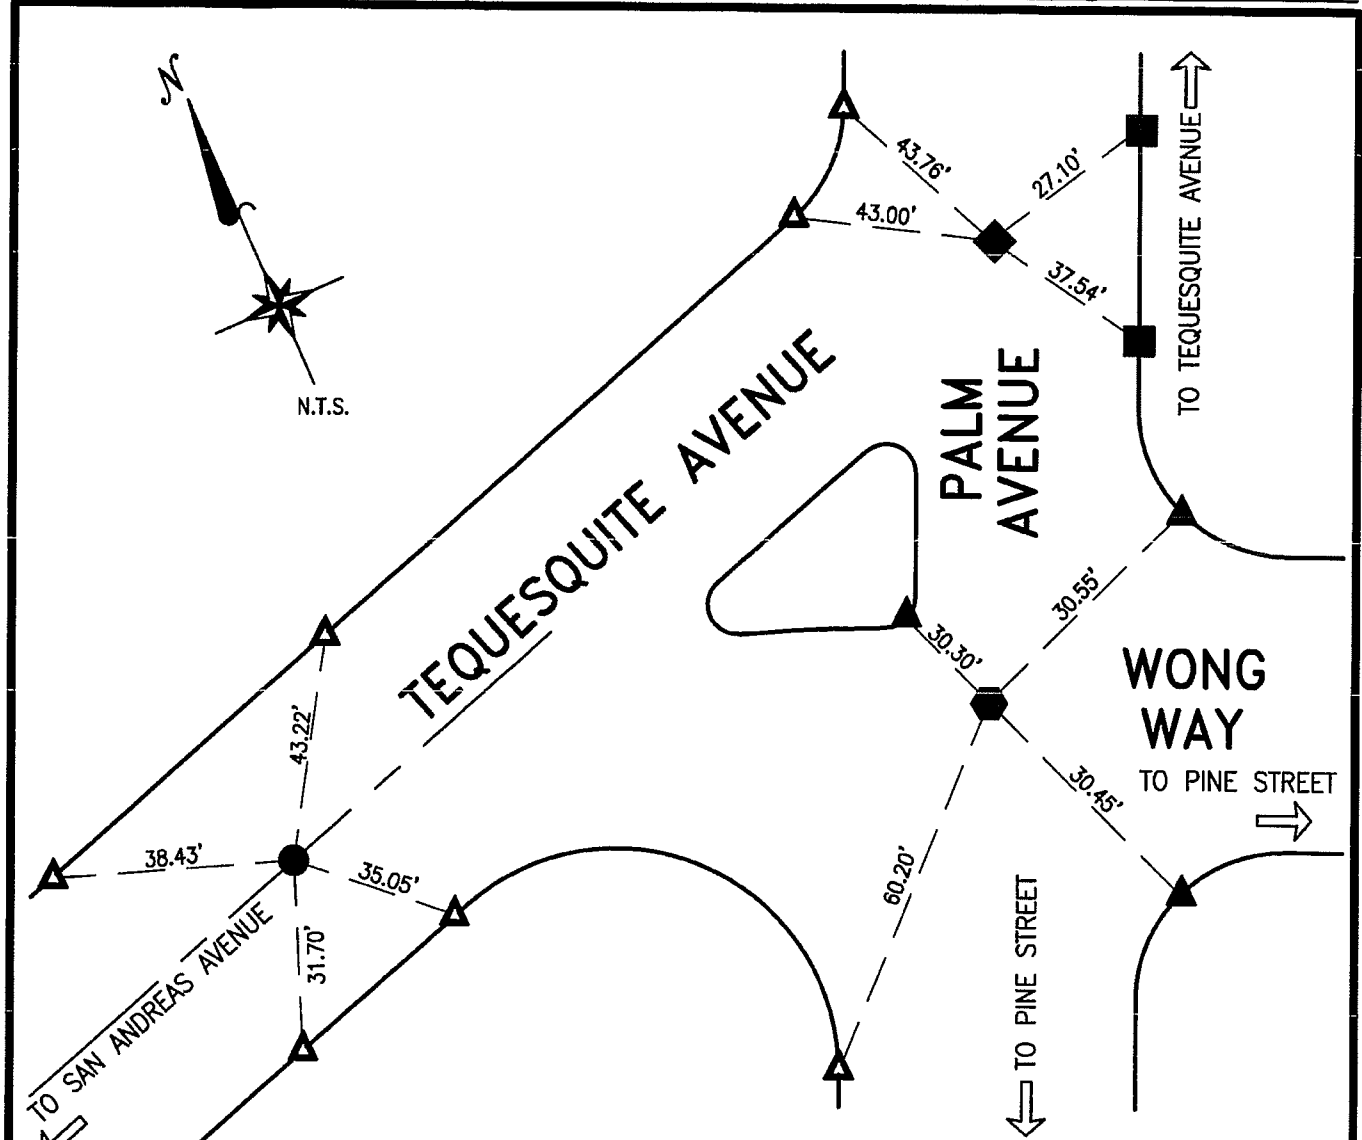 N
N.T.S.
43.76'
27.10'
43.00'
37.54'
TO TEQUESQUITE AVENUE
TEQUESQUITE AVENUE
PALM
AVENUE
30.55'
30.30'
WONG
WAY
TO PINE STREET
43.22'
30.45'
38.43'
35.05'
60.20'
31.70'
TO SAN ANDREAS AVENUE
TO PINE STREET